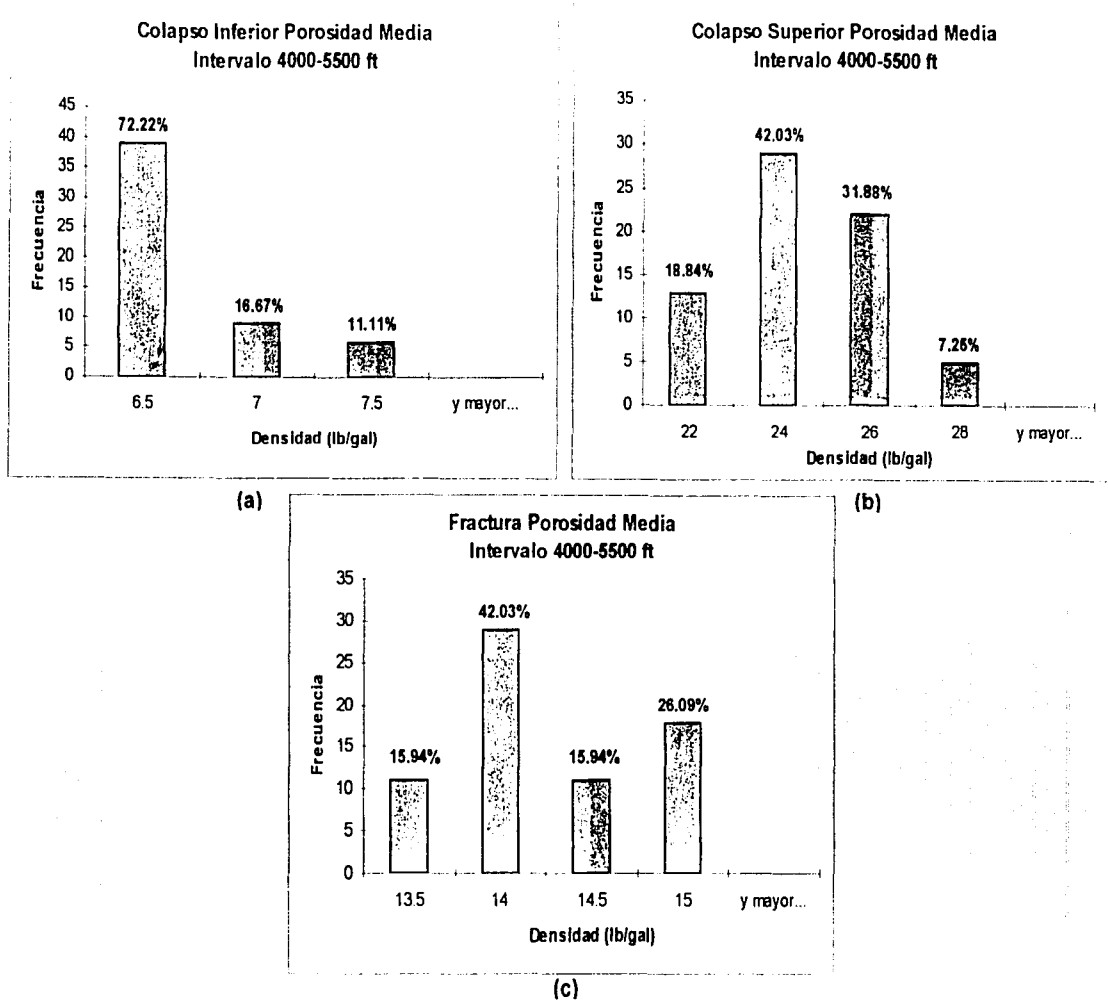 Colapso Inferior Porosidad Media
Intervalo 4000-5500 ft
45
40
35
30
25
20
15
10
5
0
Frecuencia
72.22%
16.67%
11.11%
6.5 7 7.5 y mayor...
Densidad (lb/gal)
(a)
Colapso Superior Porosidad Media
Intervalo 4000-5500 ft
35
30
25
20
15
10
5
0
Frecuencia
18.84%
42.03%
31.88%
7.25%
22 24 26 28 y mayor...
Densidad (lb/gal)
(b)
Fractura Porosidad Media
Intervalo 4000-5500 ft
35
30
25
20
15
10
5
0
Frecuencia
15.94%
42.03%
15.94%
26.09%
13.5 14 14.5 15 y mayor...
Densidad (lb/gal)
(c)